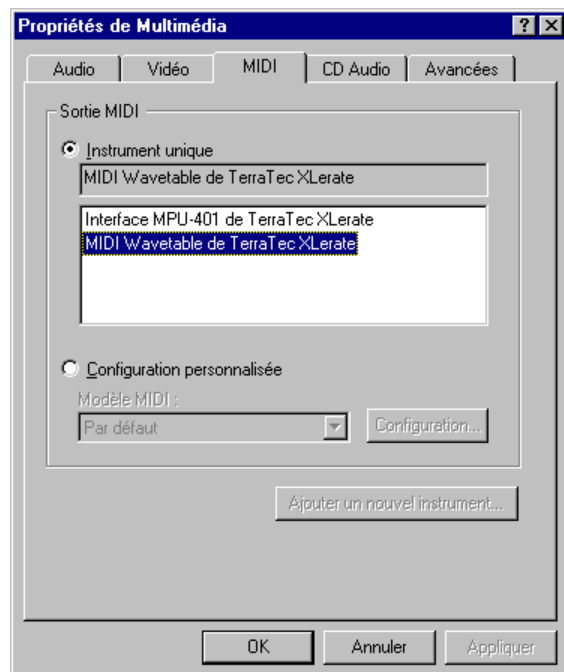 Propriétés de Multimédia
Audio Vidéo MIDI CD Audio Avancées
Sortie MIDI
Instrument unique
MIDI Wavetable de TerraTec XLerate
Interface MPU-401 de TerraTec XLerate
MIDI Wavetable de TerraTec XLerate
Configuration personnalisée
Modèle MIDI :
Par défaut Configuration...
Ajouter un nouvel instrument...
OK Annuler Appliquer